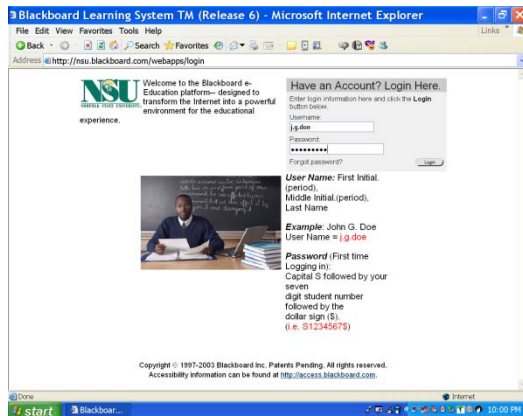 Blackboard Learning System TM (Release 6) - Microsoft Internet Explorer
File Edit View Favorites Tools Help
Links
Back Search Favorites
Address http://nsu.blackboard.com/webapps/login
NSU
NORFOLK STATE UNIVERSITY
Welcome to the Blackboard e-
Education platform-- designed to
transform the Internet into a powerful
environment for the educational
experience.
Have an Account? Login Here.
Enter login information here and click the Login
button below.
Username:
j.g.doe
Password:
•••••••••
Forgot password?
Login
User Name: First Initial.
(period),
Middle Initial.(period),
Last Name
Example: John G. Doe
User Name = j.g.doe
Password (First time
Logging in):
Capital S followed by your
seven
digit student number
followed by the
dollar sign ($).
(i.e. S1234567$)
Copyright © 1997-2003 Blackboard Inc. Patents Pending. All rights reserved.
Accessibility information can be found at http://access.blackboard.com.
Done
Internet
start
Blackboar...
10:00 PM